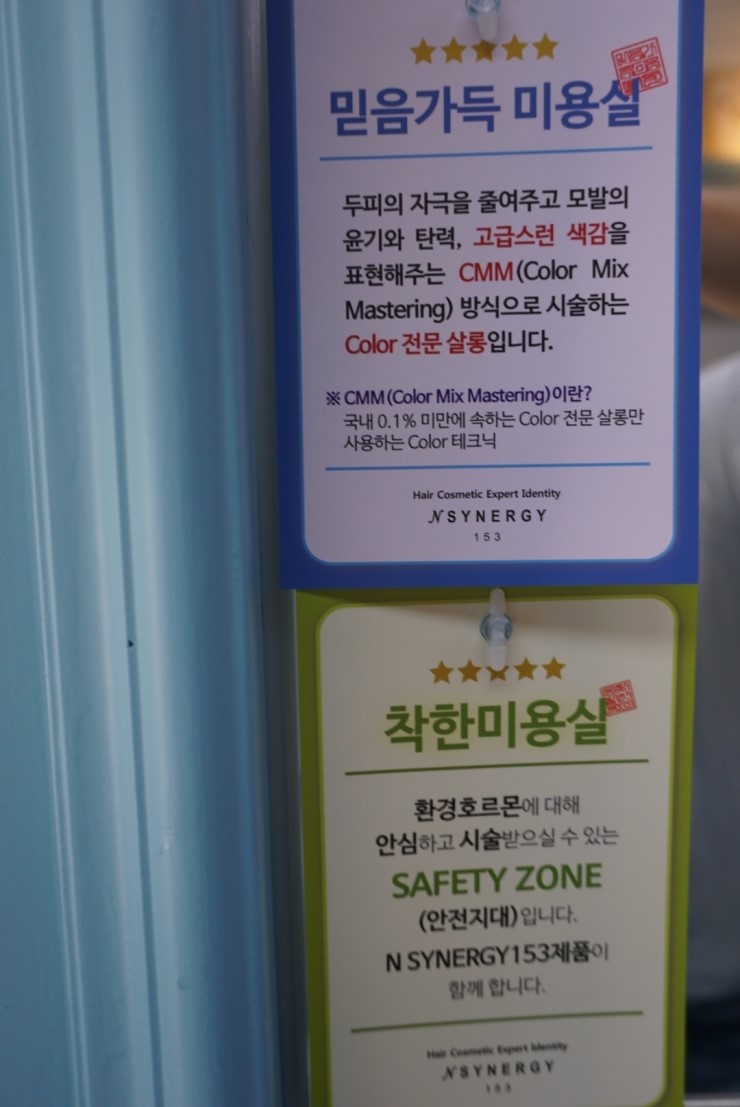 믿음가득 미용실
두피의 자극을 줄여주고 모발의
윤기와 탄력, 고급스런 색감을
표현해주는 CMM(Color Mix
Mastering) 방식으로 시술하는
Color 전문 살롱입니다.
※ CMM(Color Mix Mastering)이란?
국내 0.1% 미만에 속하는 Color 전문 살롱만
사용하는 Color 테크닉
Hair Cosmetic Expert Identity
N SYNERGY
153
착한미용실
환경호르몬에 대해
안심하고 시술받으실 수 있는
SAFETY ZONE
(안전지대)입니다.
N SYNERGY153제품이
함께 합니다.
Hair Cosmetic Expert Identity
N SYNERGY
153